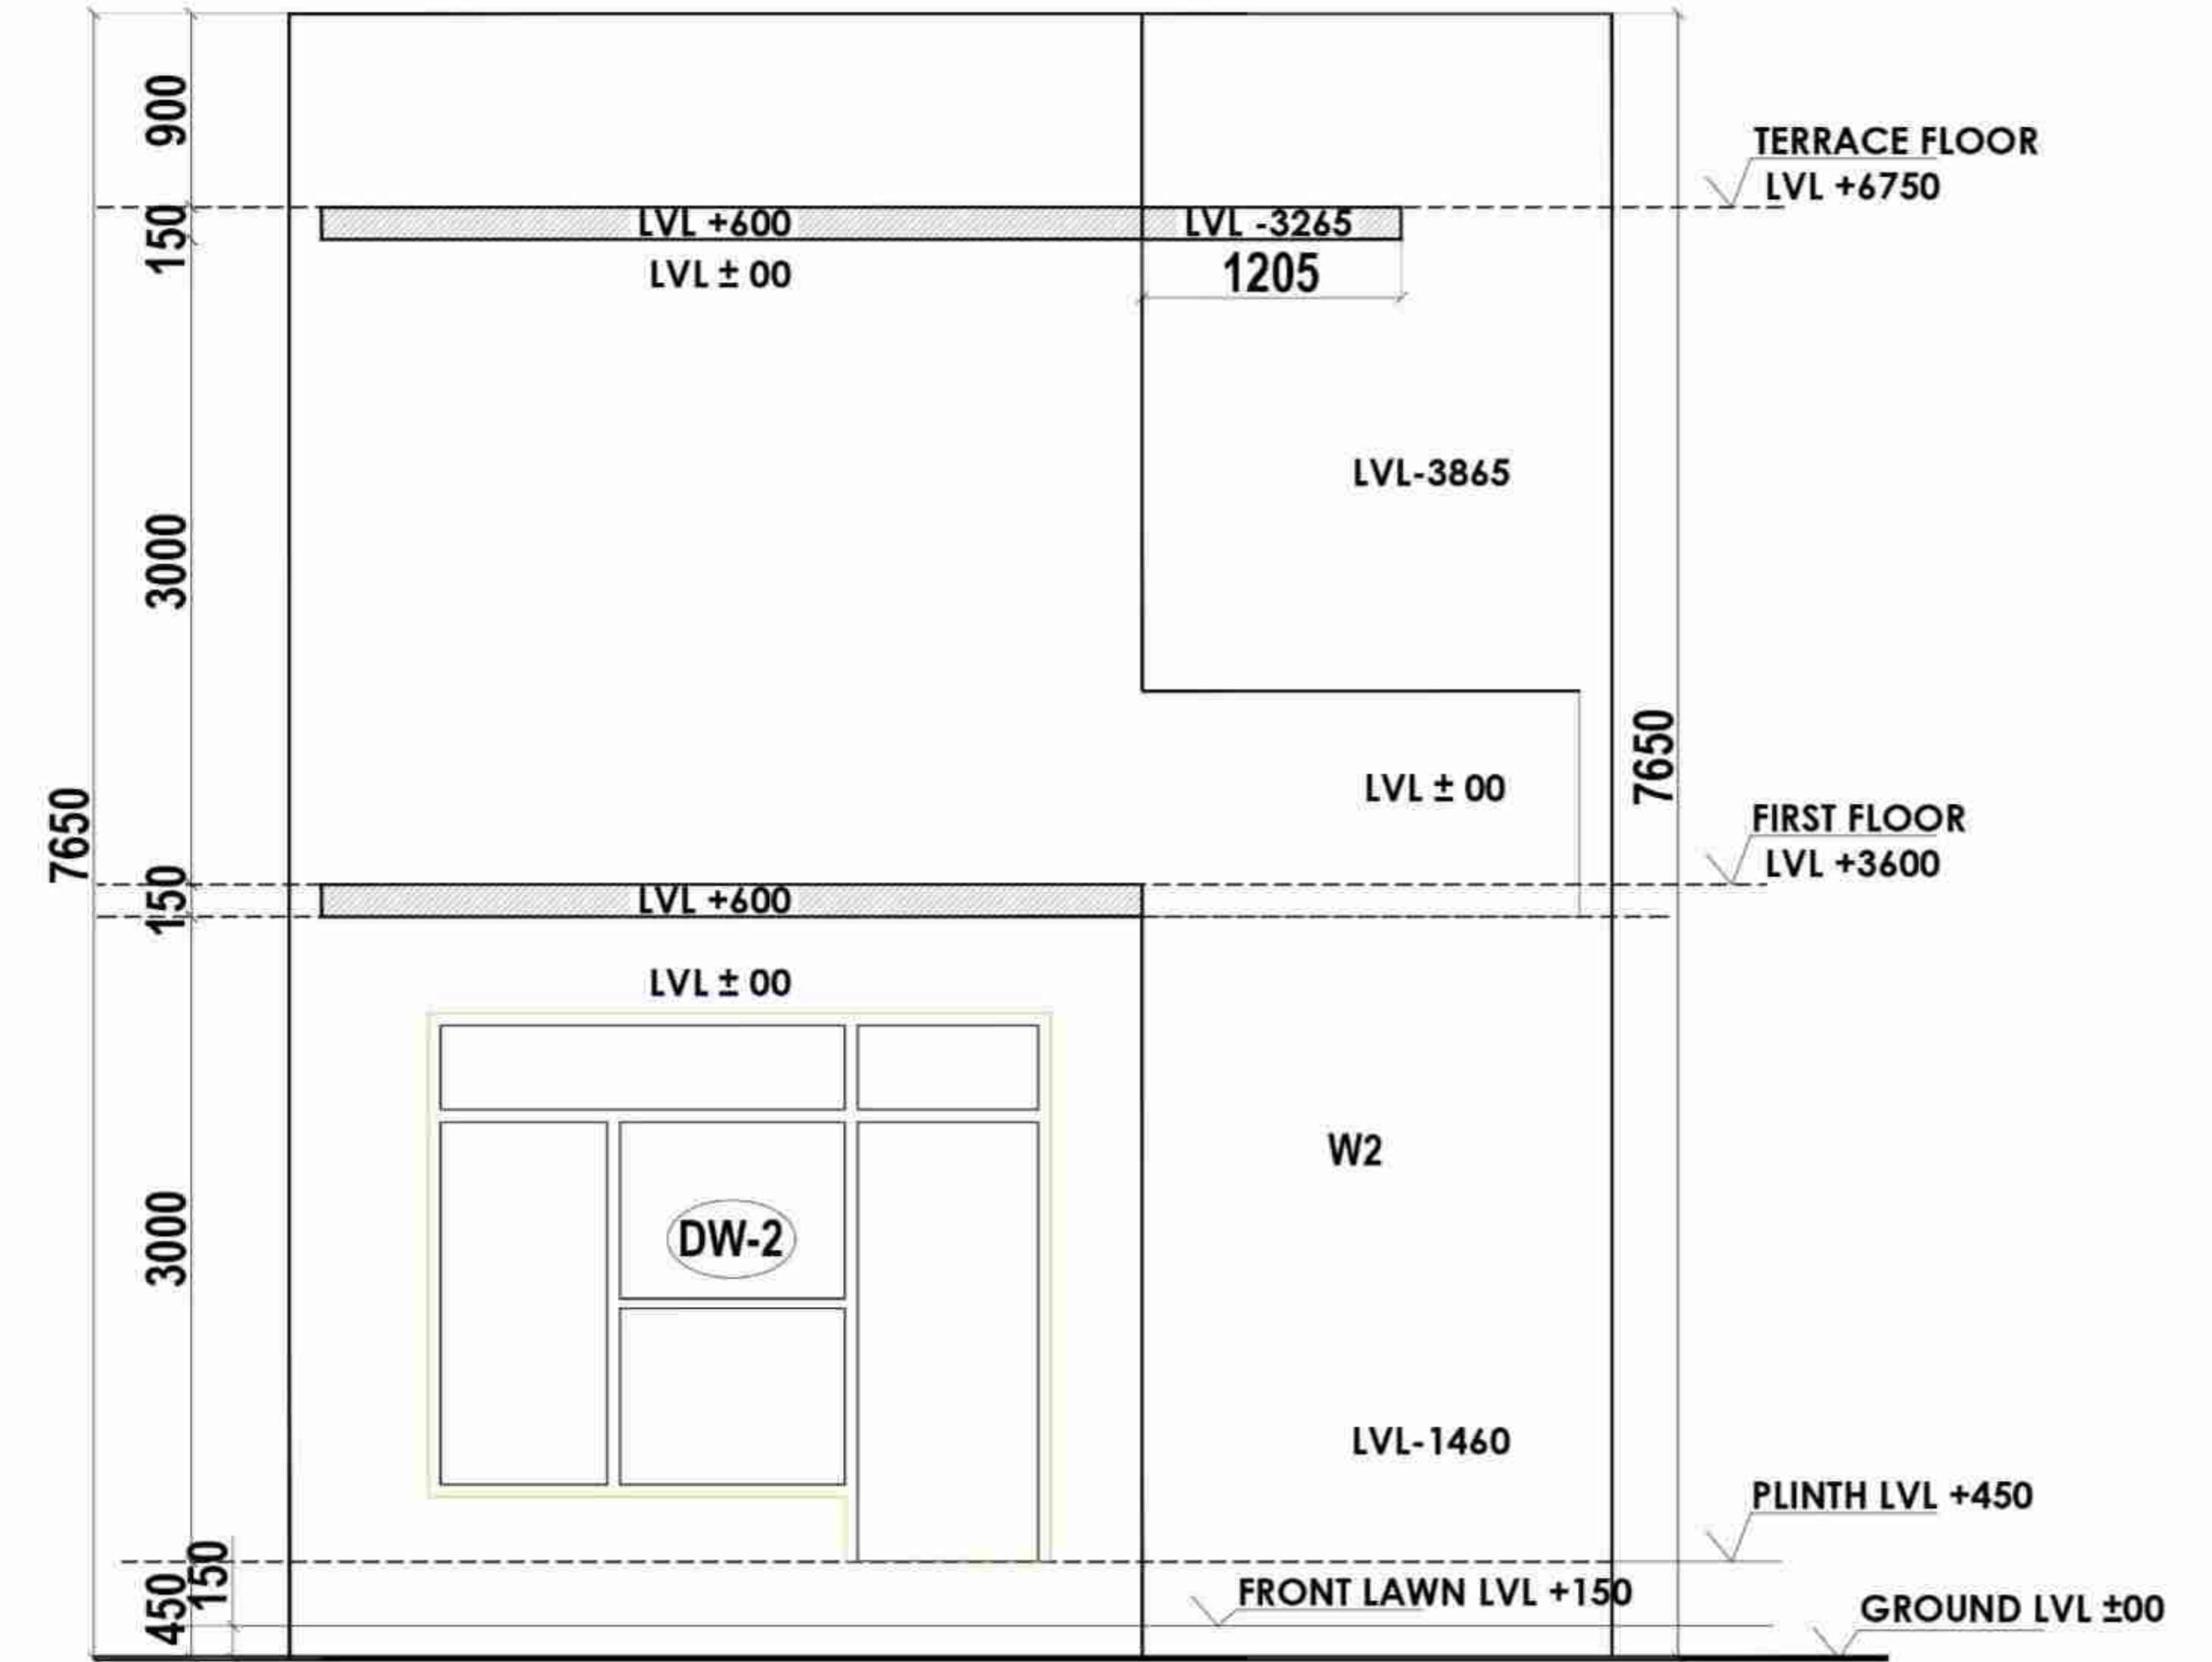 900
TERRACE FLOOR
LVL +6750
150
LVL +600
LVL -3265
LVL ± 00
1205
LVL-3865
3000
7650
7650
LVL ± 00
FIRST FLOOR
LVL +3600
150
LVL +600
LVL ± 00
W2
DW-2
3000
LVL-1460
PLINTH LVL +450
150
450
FRONT LAWN LVL +150
GROUND LVL ±00